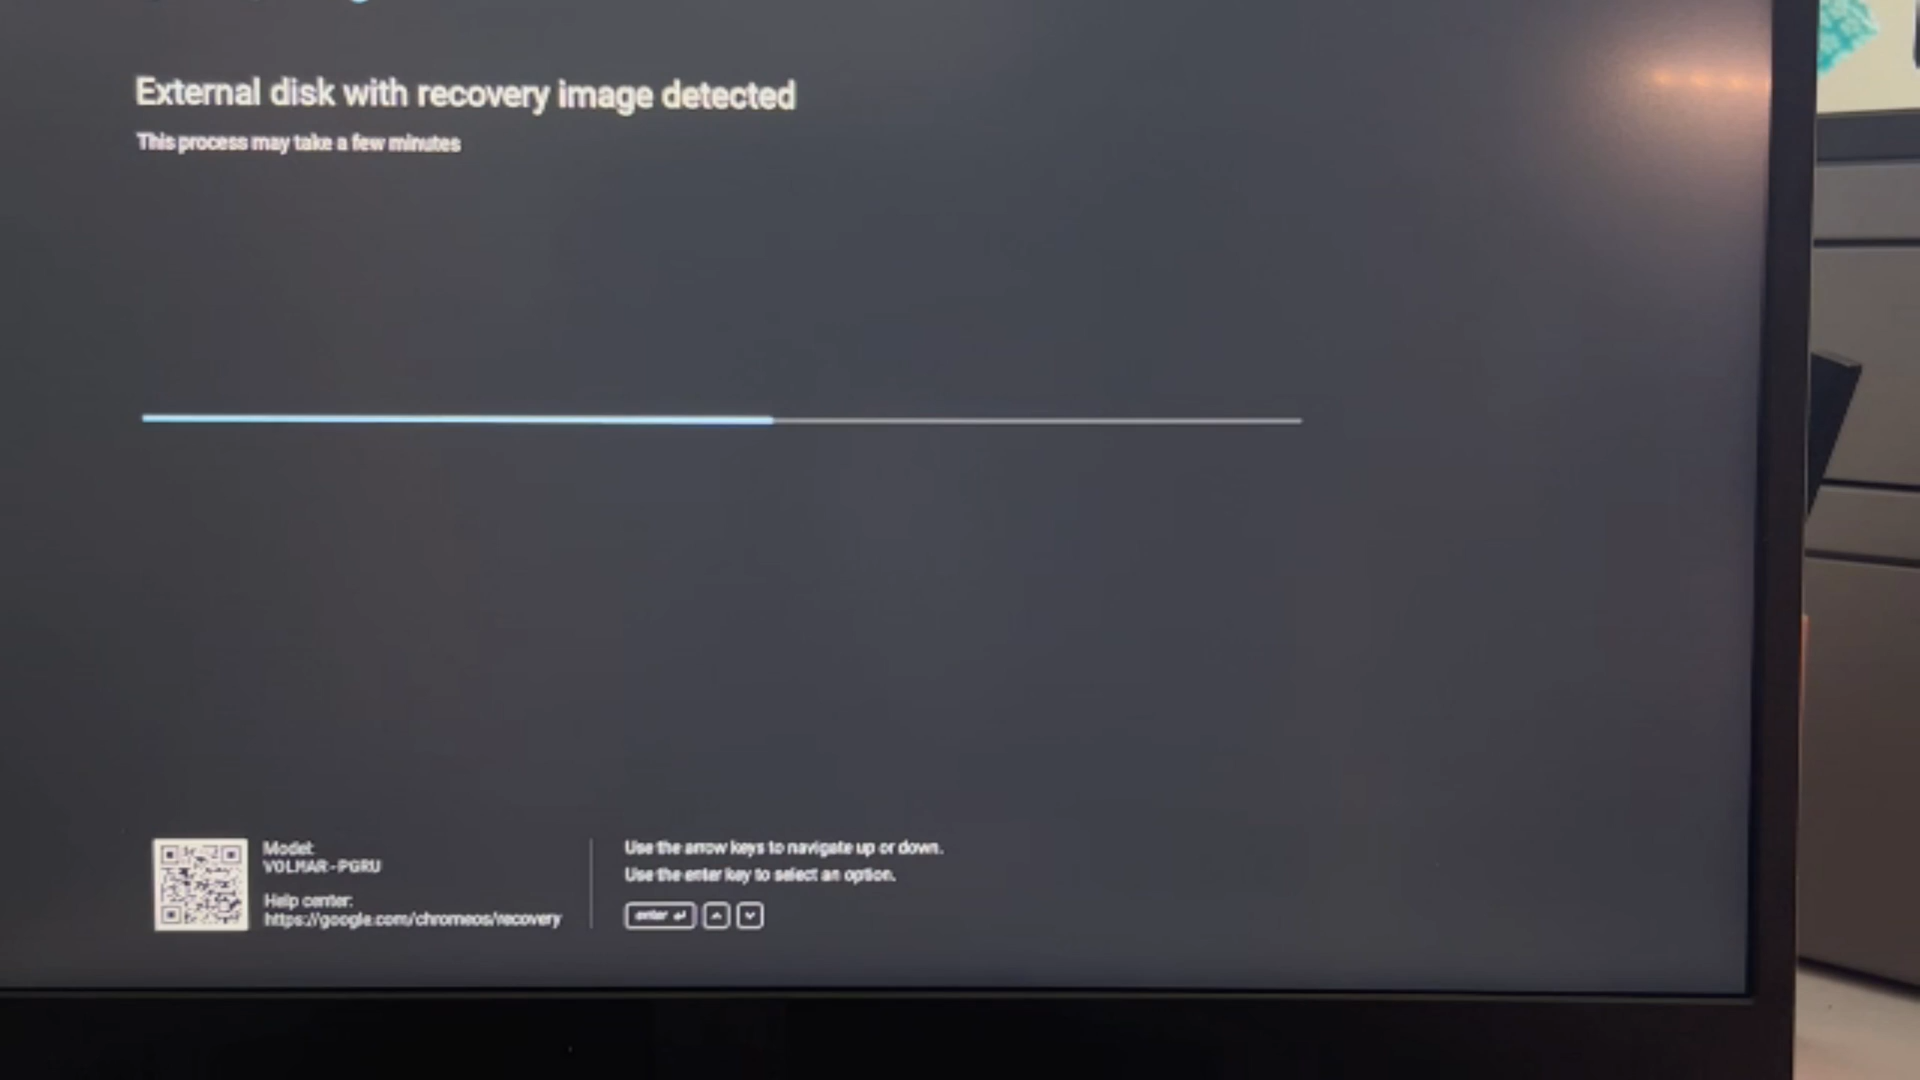 External disk with recovery image detected
This process may take a few minutes
Model:
VOLMAR-PGRU
Help center:
https://google.com/chromeos/recovery
Use the arrow keys to navigate up or down.
Use the enter key to select an option.
enter